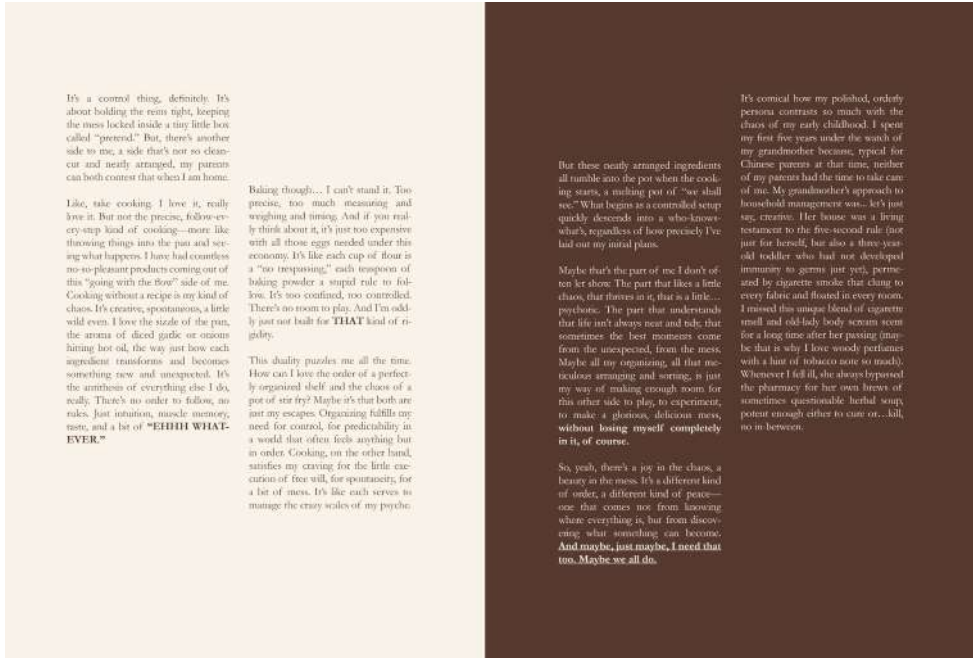 It's a control thing, definitely. It's
about holding the reins tight, keeping
the mess locked inside a tiny little box
called "pretend." But, there's another
side to me, a side that's not so clean-
cut and neatly arranged, my parents
can both contest that when I am home.
Like, take cooking. I love it, really
love it. But not the precise, follow-ev-
ery-step kind of cooking—more like
throwing things into the pan and see-
ing what happens. I have had countless
no-so-pleasant products coming out of
this "going with the flow" side of me.
Cooking without a recipe is my kind of
chaos. It's creative, spontaneous, a little
wild even. I love the sizzle of the pan,
the aroma of diced garlic or onions
hitting hot oil, the way just how each
ingredient transforms and becomes
something new and unexpected. It's
the antithesis of everything else I do,
really. There's no order to follow, no
rules. Just intuition, muscle memory,
taste, and a bit of "EHHH WHAT-
EVER."
Baking though… I can't stand it. Too
precise, too much measuring and
weighing and timing. And if you real-
ly think about it, it's just too expensive
with all those eggs needed under this
economy. It's like each cup of flour is
a "no trespassing," each teaspoon of
baking powder a stupid rule to fol-
low. It's too confined, too controlled.
There's no room to play. And I'm odd-
ly just not built for THAT kind of ri-
gidity.
This duality puzzles me all the time.
How can I love the order of a perfect-
ly organized shelf and the chaos of a
pot of stir fry? Maybe it's that both are
just my escapes. Organizing fulfills my
need for control, for predictability in
a world that often feels anything but
in order. Cooking, on the other hand,
satisfies my craving for the little exe-
cution of free will, for spontaneity, for
a bit of mess. It's like each serves to
manage the crazy scales of my psyche.
But these neatly arranged ingredients
all tumble into the pot when the cook-
ing starts, a melting pot of "we shall
see." What begins as a controlled setup
quickly descends into a who-knows-
what's, regardless of how precisely I've
laid out my initial plans.
Maybe that's the part of me I don't of-
ten let show. The part that likes a little
chaos, that thrives in it, that is a little…
psychotic. The part that understands
that life isn't always neat and tidy, that
sometimes the best moments come
from the unexpected, from the mess.
Maybe all my organizing, all that me-
ticulous arranging and sorting, is just
my way of making enough room for
this other side to play, to experiment,
to make a glorious, delicious mess,
without losing myself completely
in it, of course.
So, yeah, there's a joy in the chaos, a
beauty in the mess. It's a different kind
of order, a different kind of peace—
one that comes not from knowing
where everything is, but from discov-
ering what something can become.
And maybe, just maybe, I need that
too. Maybe we all do.
It's comical how my polished, orderly
persona contrasts so much with the
chaos of my early childhood. I spent
my first five years under the watch of
my grandmother because, typical for
Chinese parents at that time, neither
of my parents had the time to take care
of me. My grandmother's approach to
household management was... let's just
say, creative. Her house was a living
testament to the five-second rule (not
just for herself, but also a three-year-
old toddler who had not developed
immunity to germs just yet), perme-
ated by cigarette smoke that clung to
every fabric and floated in every room.
I missed this unique blend of cigarette
smell and old-lady body scream scent
for a long time after her passing (may-
be that is why I love woody perfumes
with a hint of tobacco note so much).
Whenever I fell ill, she always bypassed
the pharmacy for her own brews of
sometimes questionable herbal soup,
potent enough either to cure or…kill,
no in-between.